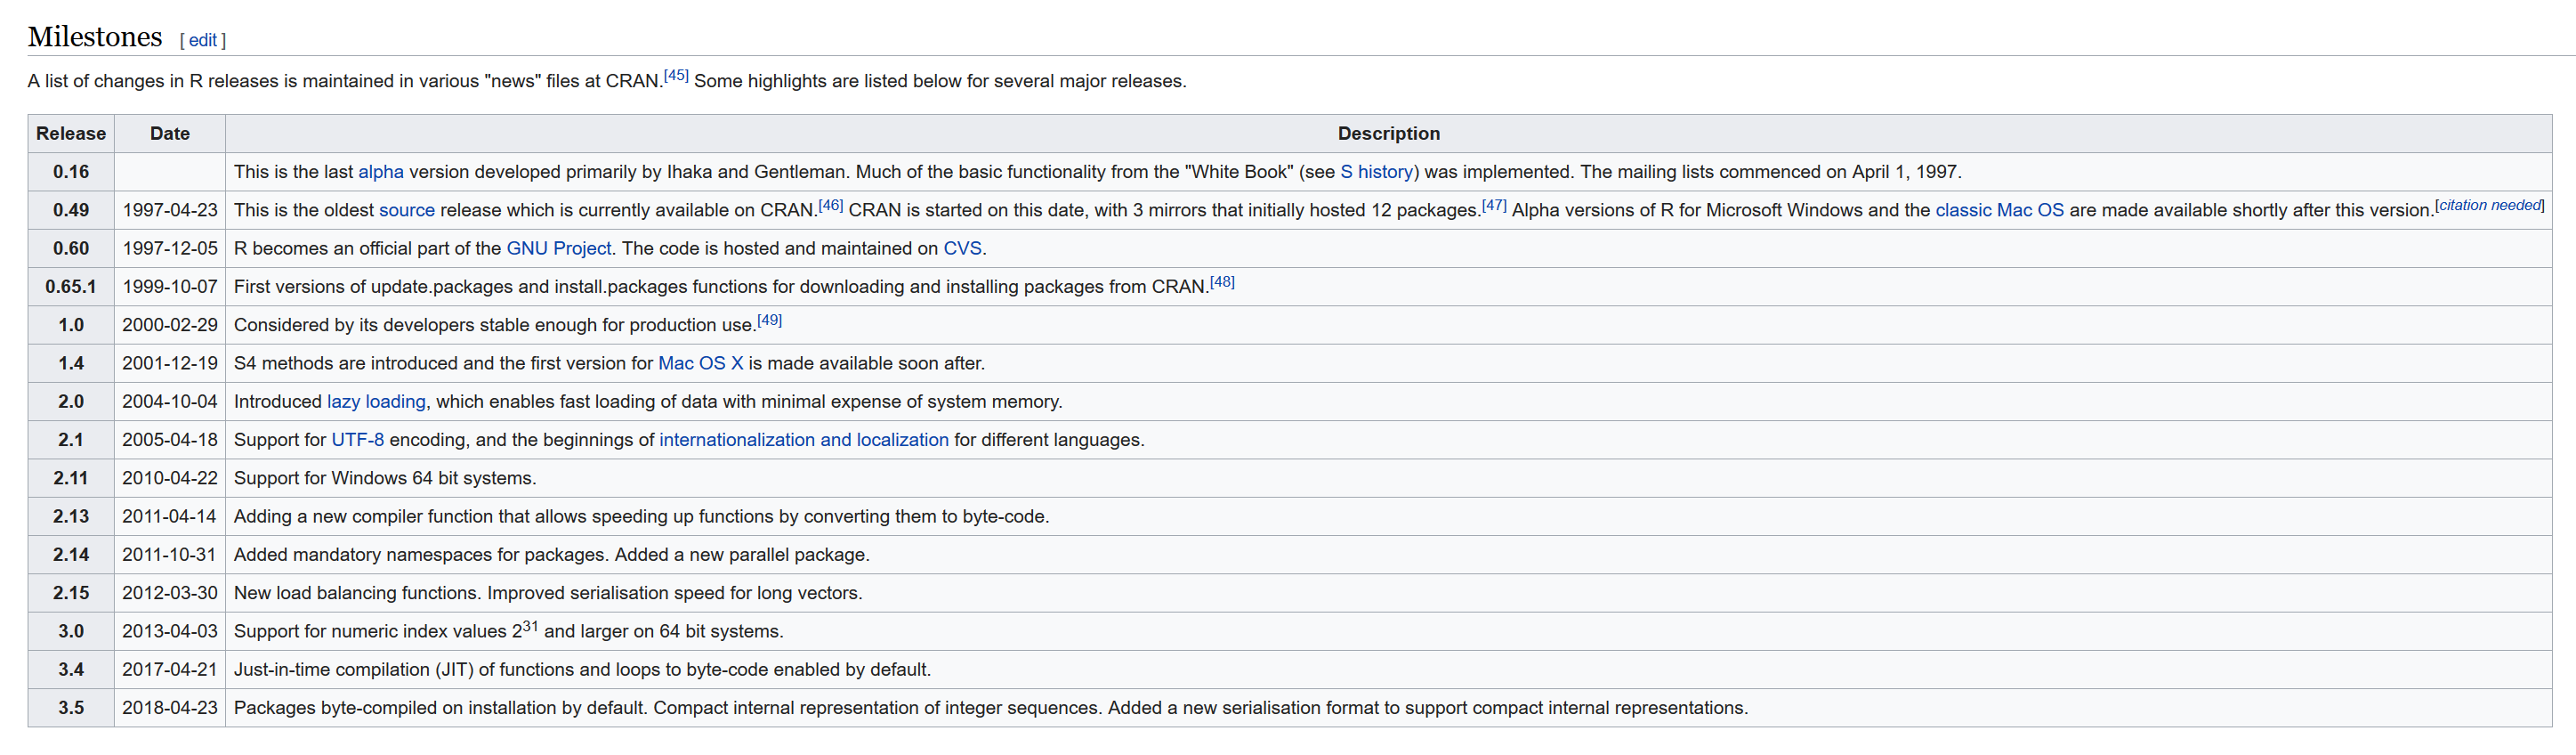 Milestones [ edit ]
A list of changes in R releases is maintained in various "news" files at CRAN.[45] Some highlights are listed below for several major releases.
Release Date Description
0.16 This is the last alpha version developed primarily by Ihaka and Gentleman. Much of the basic functionality from the "White Book" (see S history) was implemented. The mailing lists commenced on April 1, 1997.
0.49 1997-04-23 This is the oldest source release which is currently available on CRAN.[46] CRAN is started on this date, with 3 mirrors that initially hosted 12 packages.[47] Alpha versions of R for Microsoft Windows and the classic Mac OS are made available shortly after this version.[citation needed]
0.60 1997-12-05 R becomes an official part of the GNU Project. The code is hosted and maintained on CVS.
0.65.1 1999-10-07 First versions of update.packages and install.packages functions for downloading and installing packages from CRAN.[48]
1.0 2000-02-29 Considered by its developers stable enough for production use.[49]
1.4 2001-12-19 S4 methods are introduced and the first version for Mac OS X is made available soon after.
2.0 2004-10-04 Introduced lazy loading, which enables fast loading of data with minimal expense of system memory.
2.1 2005-04-18 Support for UTF-8 encoding, and the beginnings of internationalization and localization for different languages.
2.11 2010-04-22 Support for Windows 64 bit systems.
2.13 2011-04-14 Adding a new compiler function that allows speeding up functions by converting them to byte-code.
2.14 2011-10-31 Added mandatory namespaces for packages. Added a new parallel package.
2.15 2012-03-30 New load balancing functions. Improved serialisation speed for long vectors.
3.0 2013-04-03 Support for numeric index values 2³¹ and larger on 64 bit systems.
3.4 2017-04-21 Just-in-time compilation (JIT) of functions and loops to byte-code enabled by default.
3.5 2018-04-23 Packages byte-compiled on installation by default. Compact internal representation of integer sequences. Added a new serialisation format to support compact internal representations.